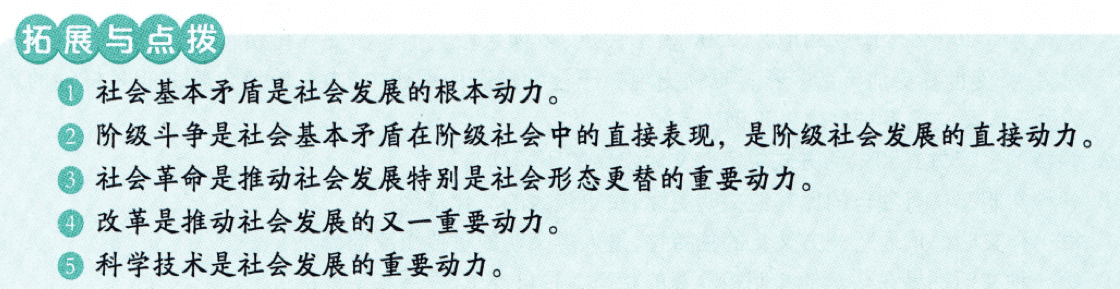 拓展与点拨
1 社会基本矛盾是社会发展的根本动力。
2 阶级斗争是社会基本矛盾在阶级社会中的直接表现，是阶级社会发展的直接动力。
3 社会革命是推动社会发展特别是社会形态更替的重要动力。
4 改革是推动社会发展的又一重要动力。
5 科学技术是社会发展的重要动力。